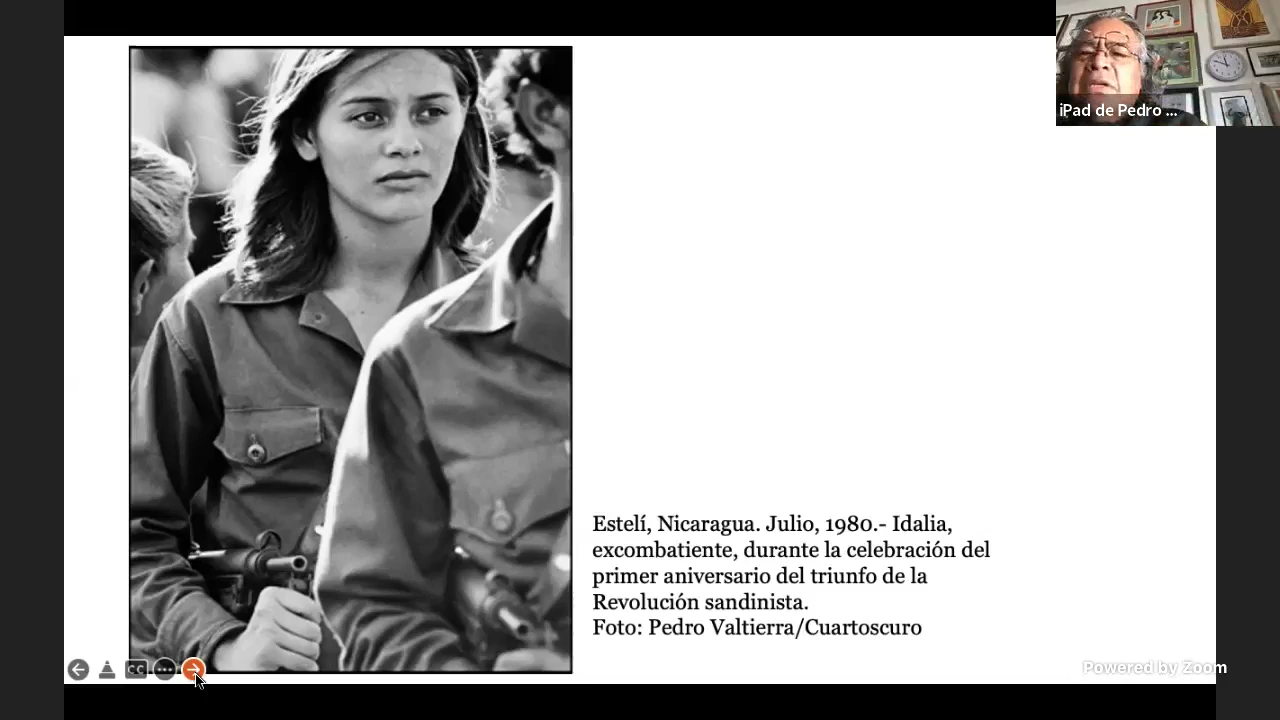 iPad de Pedro ...
Estelí, Nicaragua. Julio, 1980.- Idalia,
excombatiente, durante la celebración del
primer aniversario del triunfo de la
Revolución sandinista.
Foto: Pedro Valtierra/Cuartoscuro
CC
Powered by Zoom